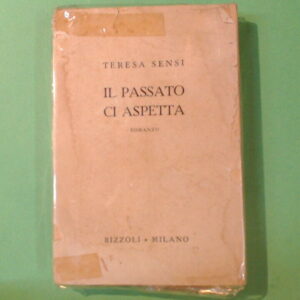 TERESA SENSI
IL PASSATO
CI ASPETTA
ROMANZO
RIZZOLI • MILANO